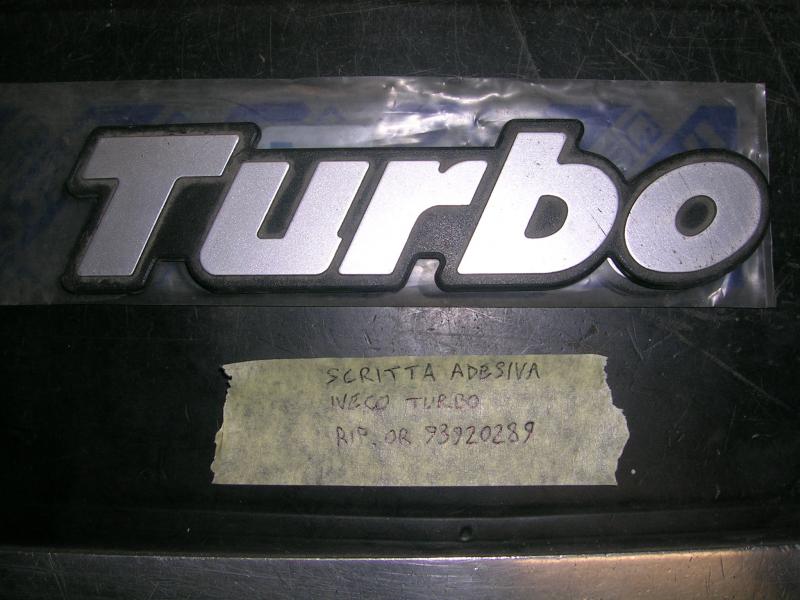 Turbo
SCRITTA ADESIVA
IVECO TURBO
RIP. OR 93920289